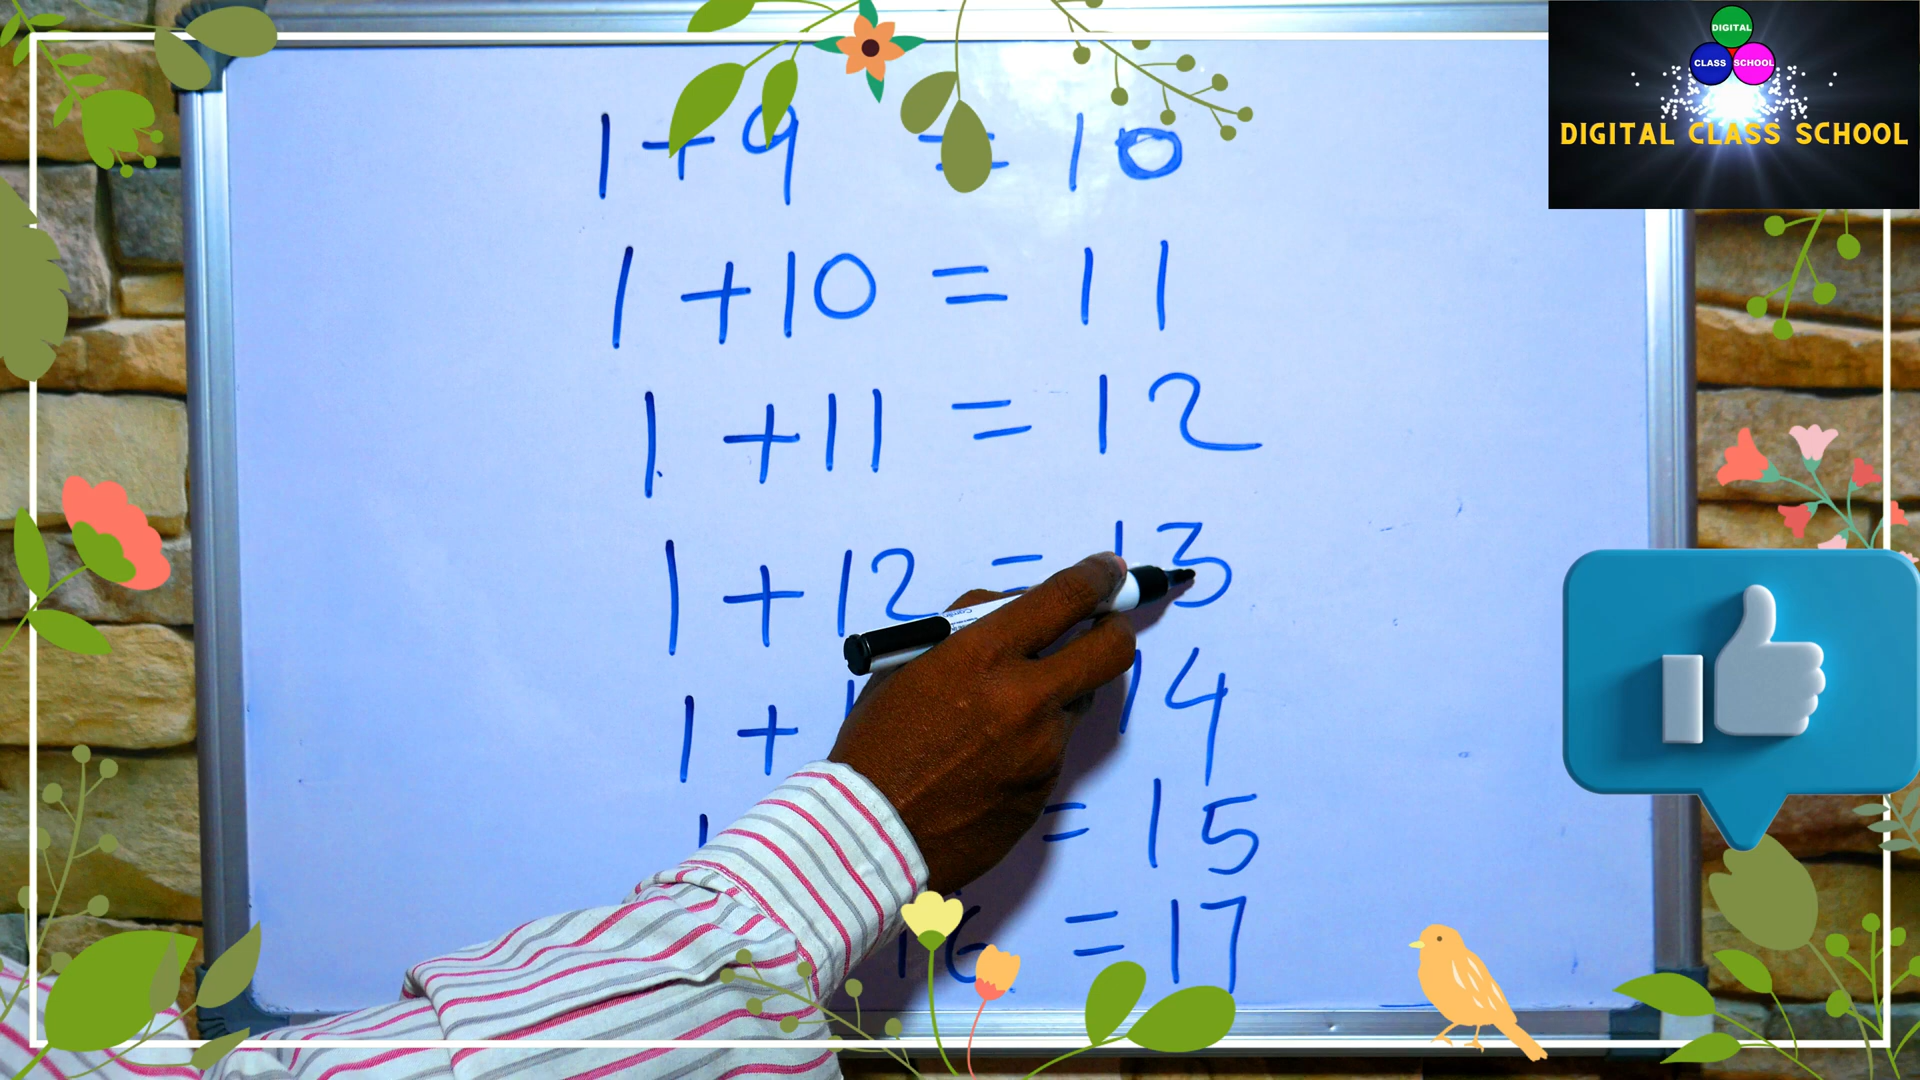 DIGITAL
CLASS SCHOOL
DIGITAL CLASS SCHOOL
1 + 9 = 10
1 + 10 = 11
1 + 11 = 12
1 + 12 = 13
1 + 14
= 15
16 = 17